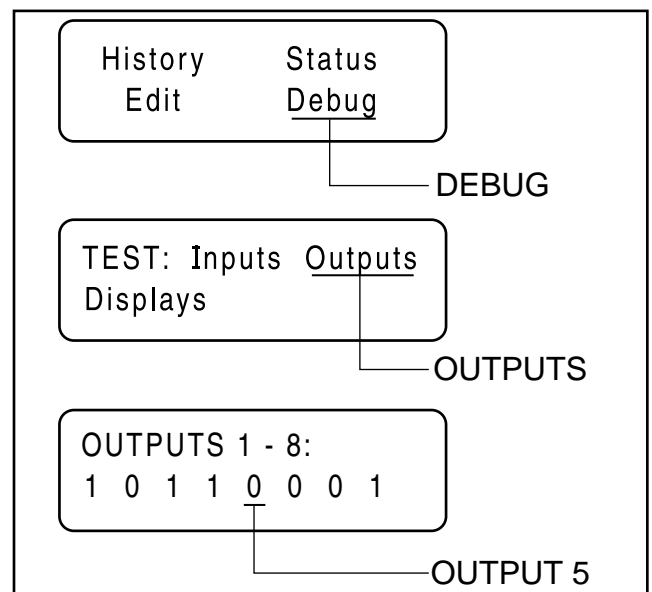 History Status
Edit Debug
DEBUG
TEST: Inputs Outputs
Displays
OUTPUTS
OUTPUTS 1 - 8:
1 0 1 1 0 0 0 1
OUTPUT 5